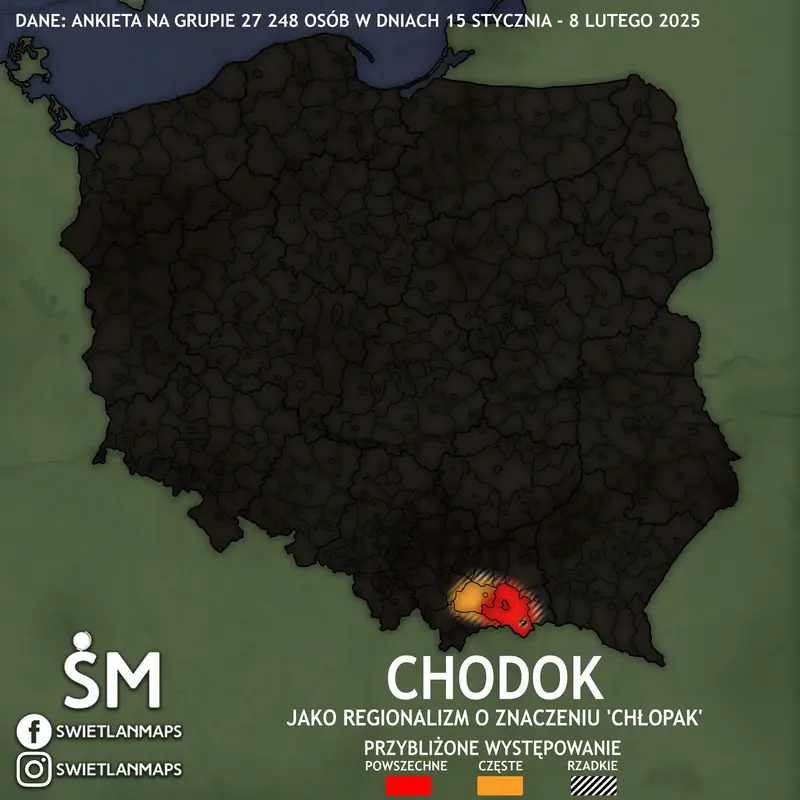 DANE: ANKIETA NA GRUPIE 27 248 OSÓB W DNIACH 15 STYCZNIA - 8 LUTEGO 2025
ŚM
SWIETLANMAPS
SWIETLANMAPS
CHODOK
JAKO REGIONALIZM O ZNACZENIU 'CHŁOPAK'
PRZYBLIŻONE WYSTĘPOWANIE
POWSZECHNE CZĘSTE RZADKIE